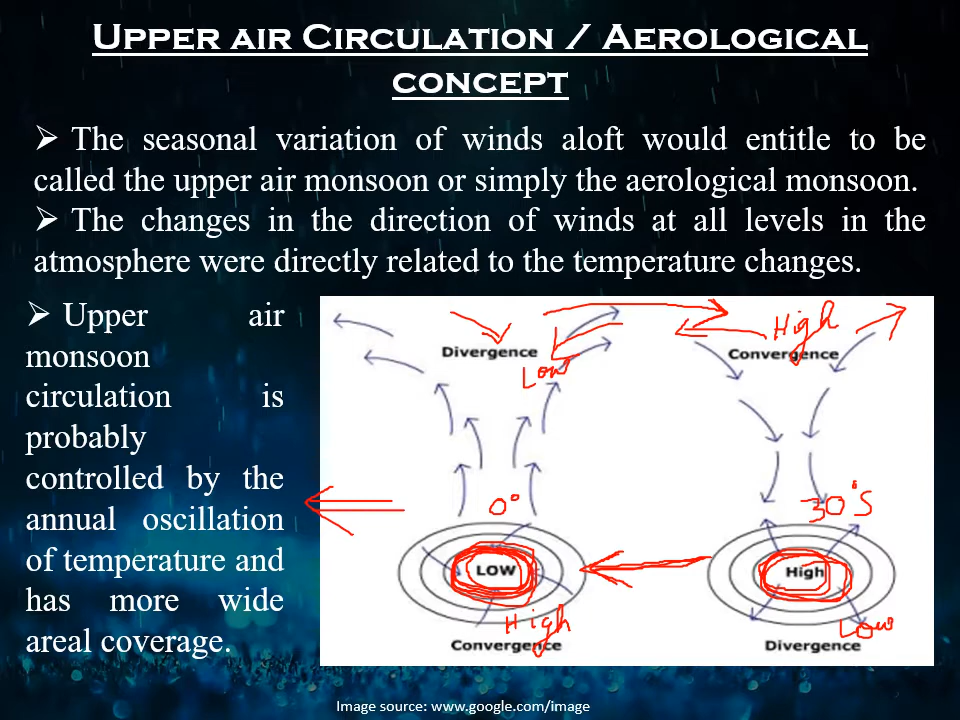 UPPER AIR CIRCULATION / AEROLOGICAL
CONCEPT
➢ The seasonal variation of winds aloft would entitle to be
called the upper air monsoon or simply the aerological monsoon.
➢ The changes in the direction of winds at all levels in the
atmosphere were directly related to the temperature changes.
➢ Upper air
monsoon
circulation is
probably
controlled by the
annual oscillation
of temperature and
has more wide
areal coverage.
High
Divergence
Convergence
Low
0°
30°S
LOW
High
High
Low
Convergence
Divergence
Image source: www.google.com/image